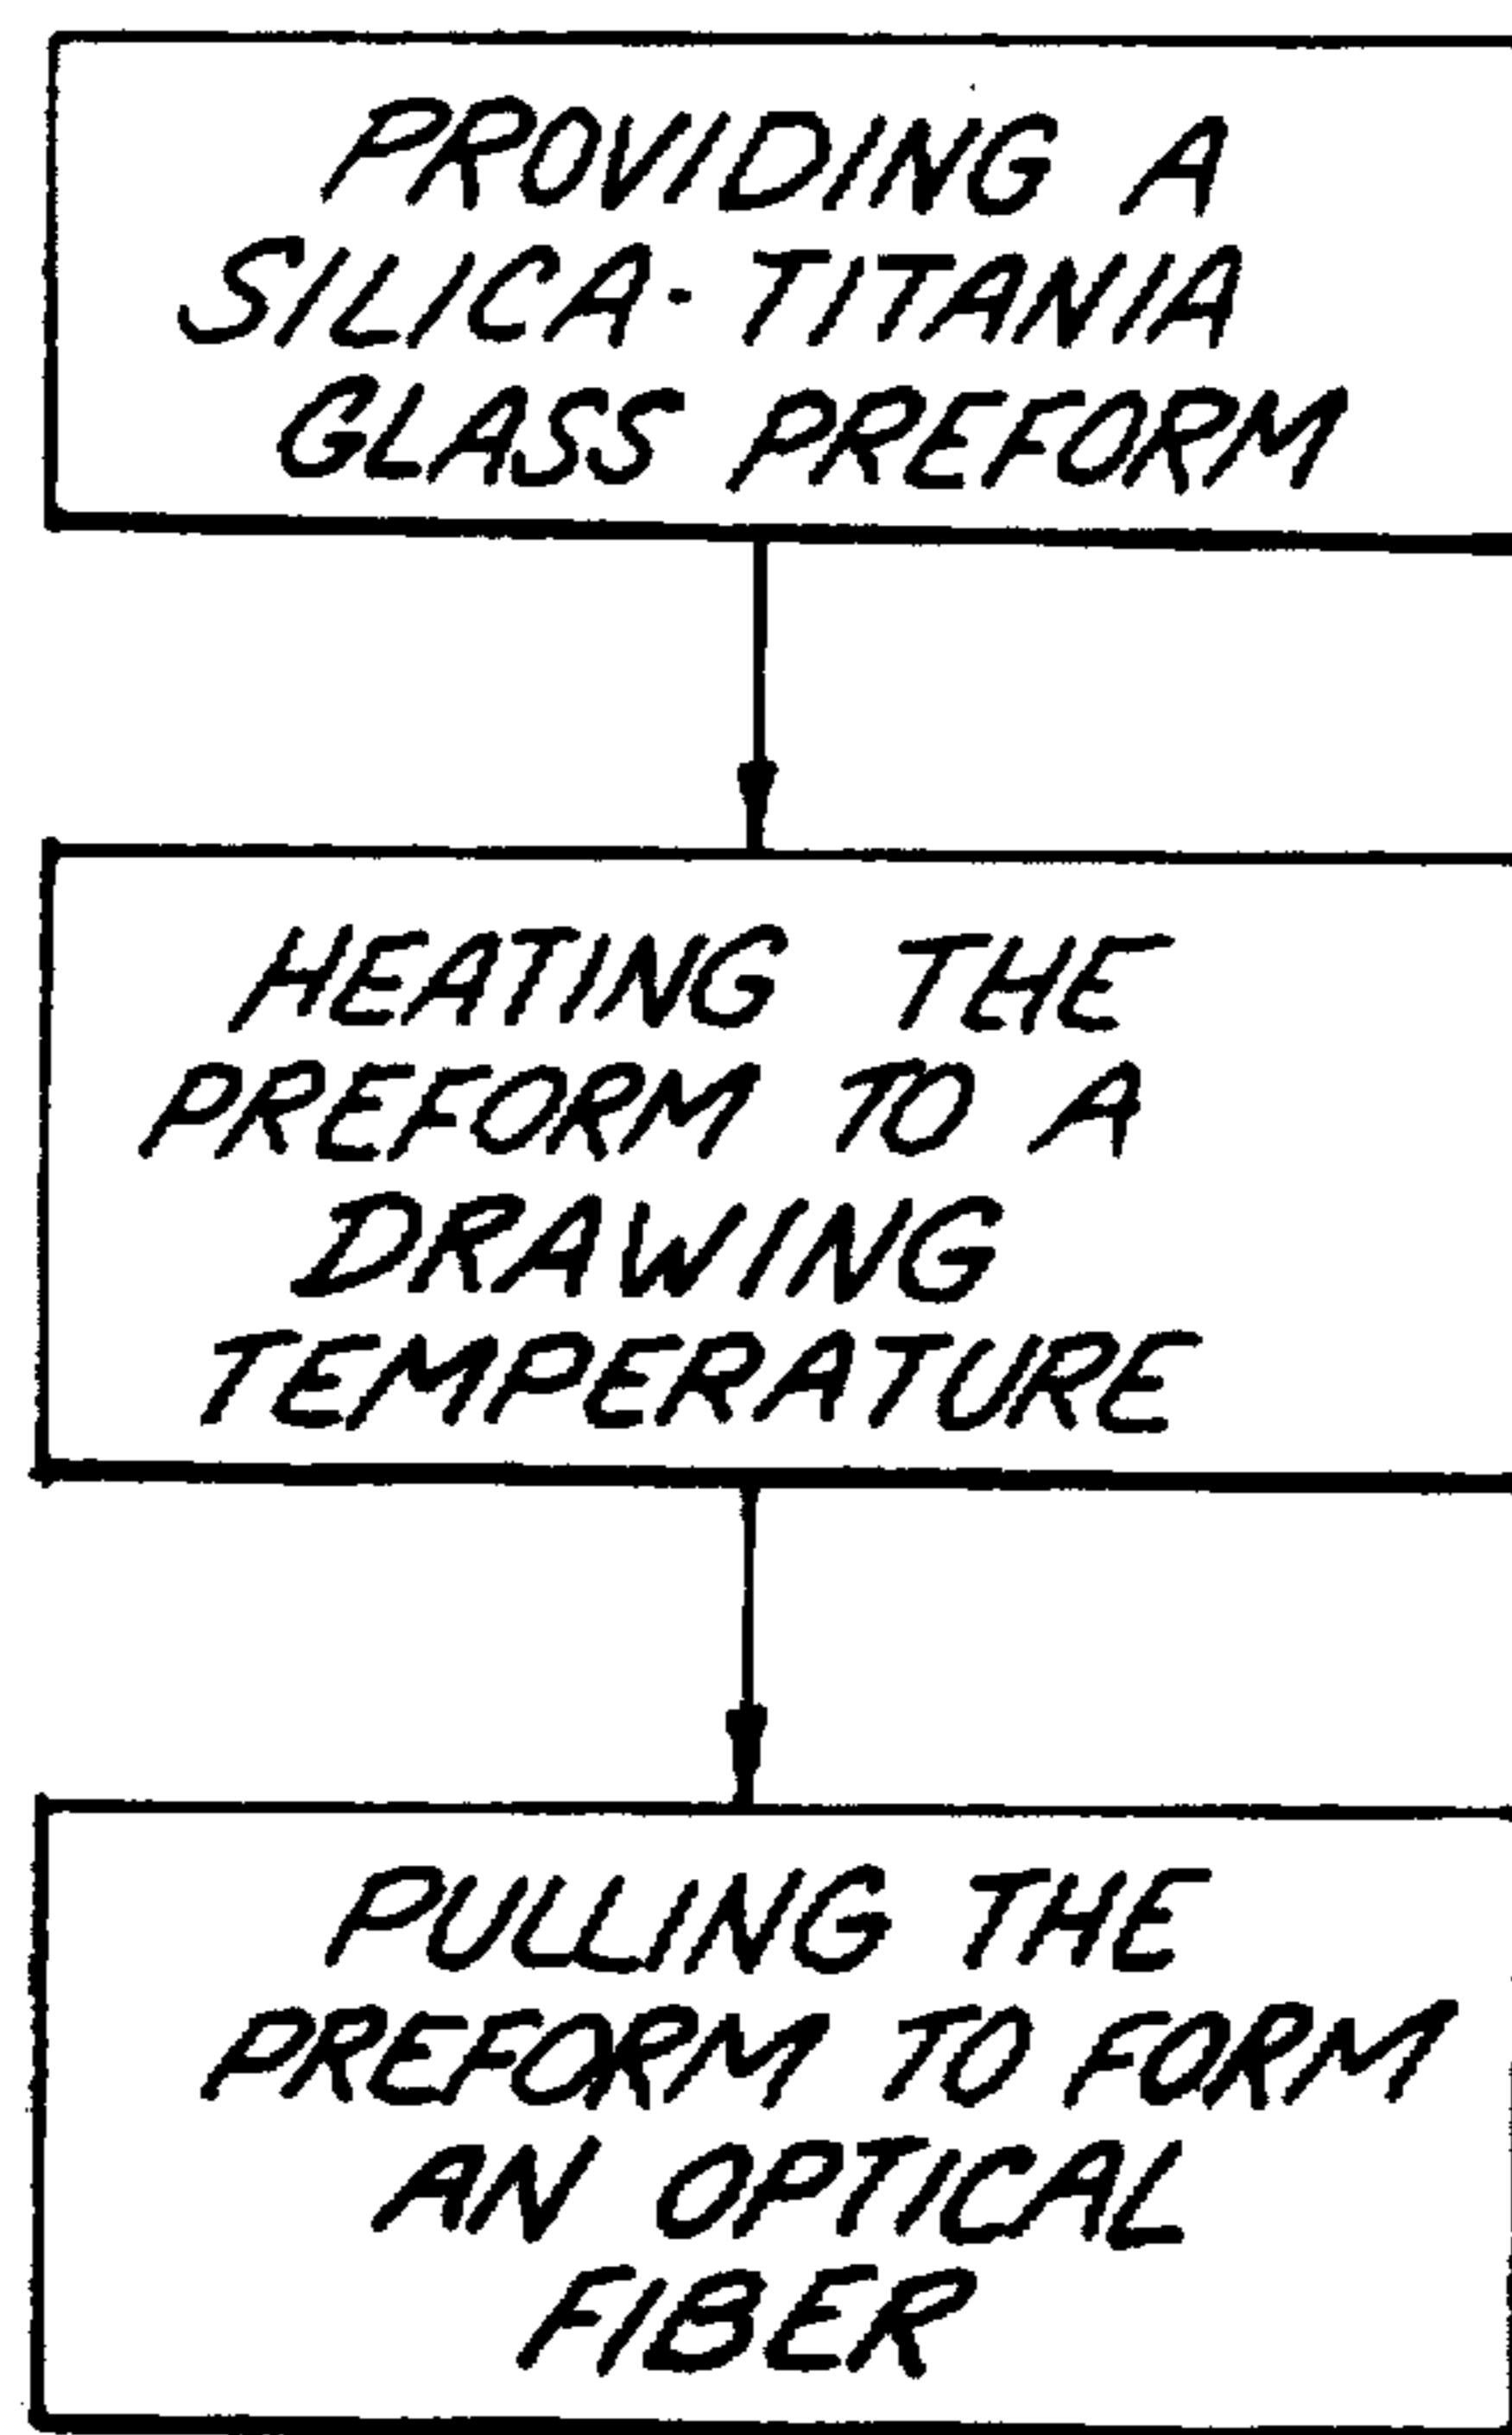 PROVIDING A
SILICA-TITANIA
GLASS PREFORM
HEATING THE
PREFORM TO A
DRAWING
TEMPERATURE
PULLING THE
PREFORM TO FORM
AN OPTICAL
FIBER